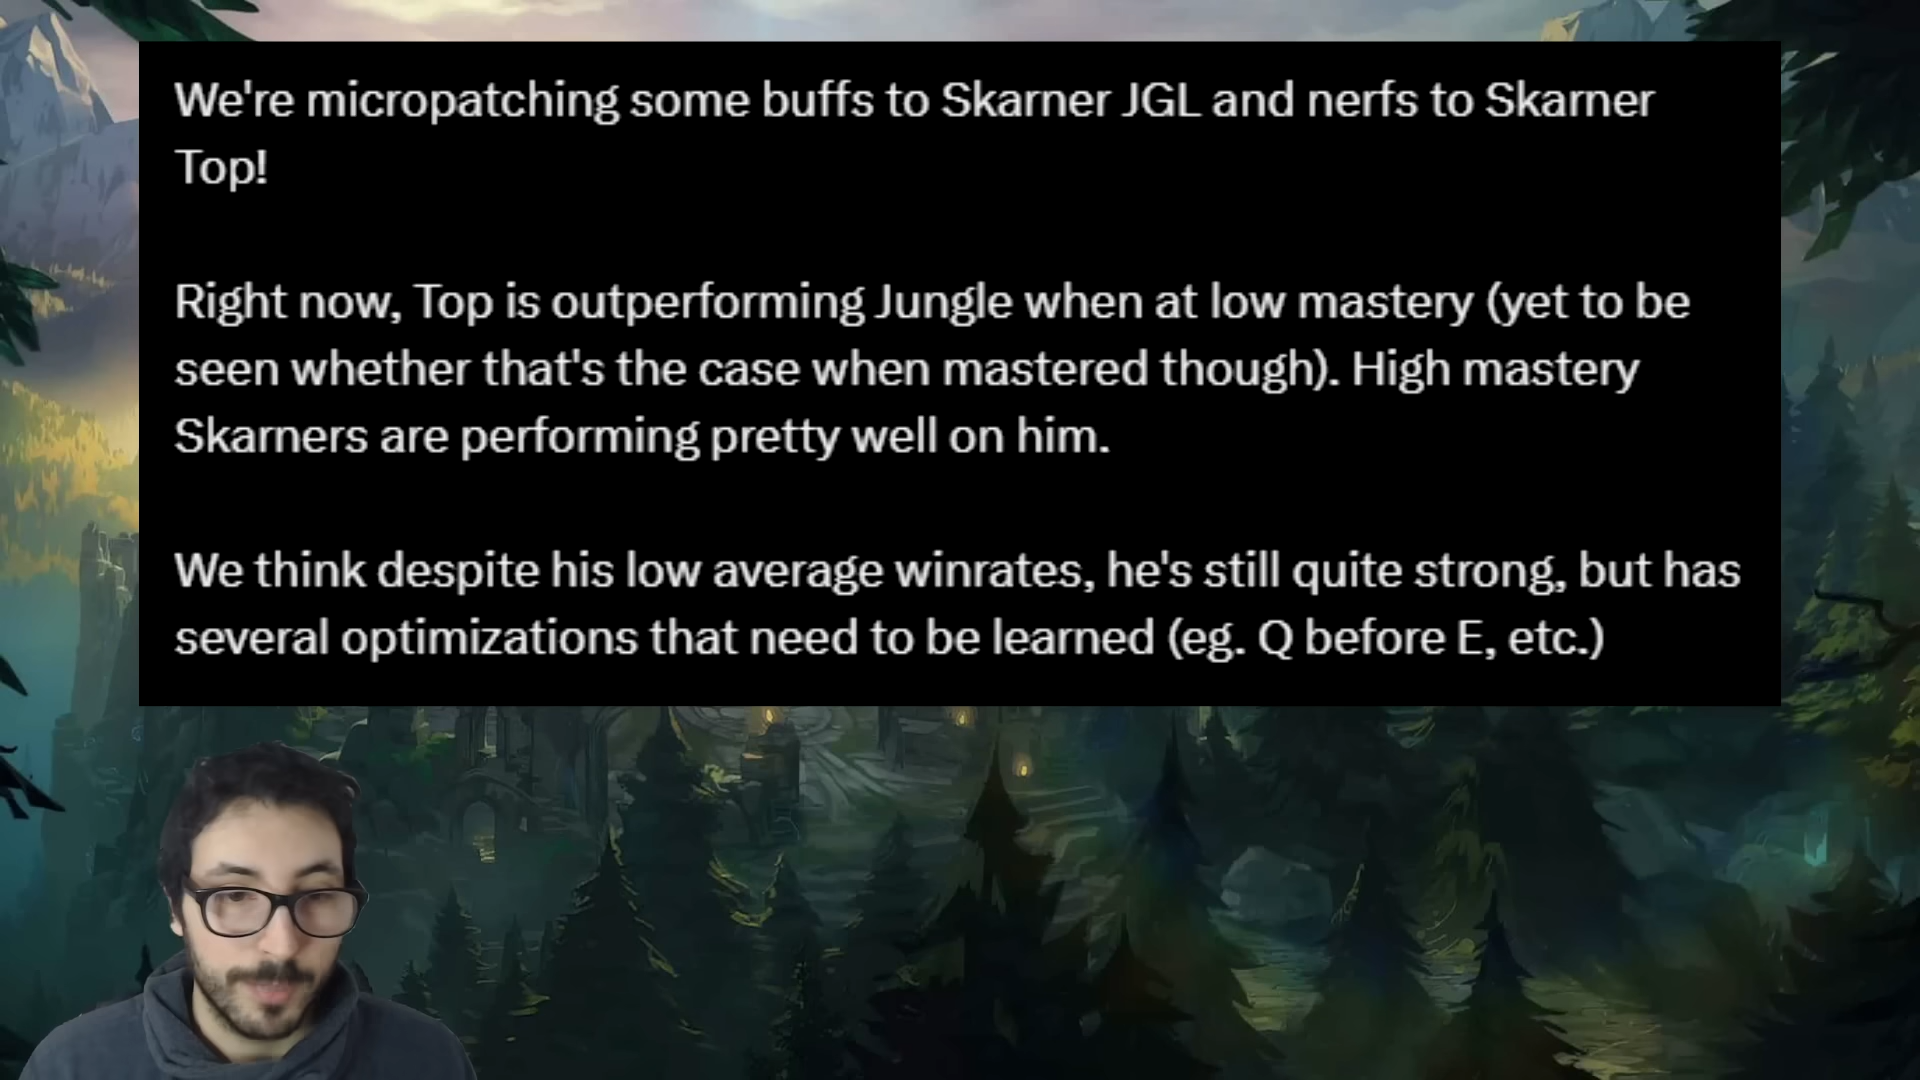 We're micropatching some buffs to Skarner JGL and nerfs to Skarner
Top!
Right now, Top is outperforming Jungle when at low mastery (yet to be
seen whether that's the case when mastered though). High mastery
Skarners are performing pretty well on him.
We think despite his low average winrates, he's still quite strong, but has
several optimizations that need to be learned (eg. Q before E, etc.)